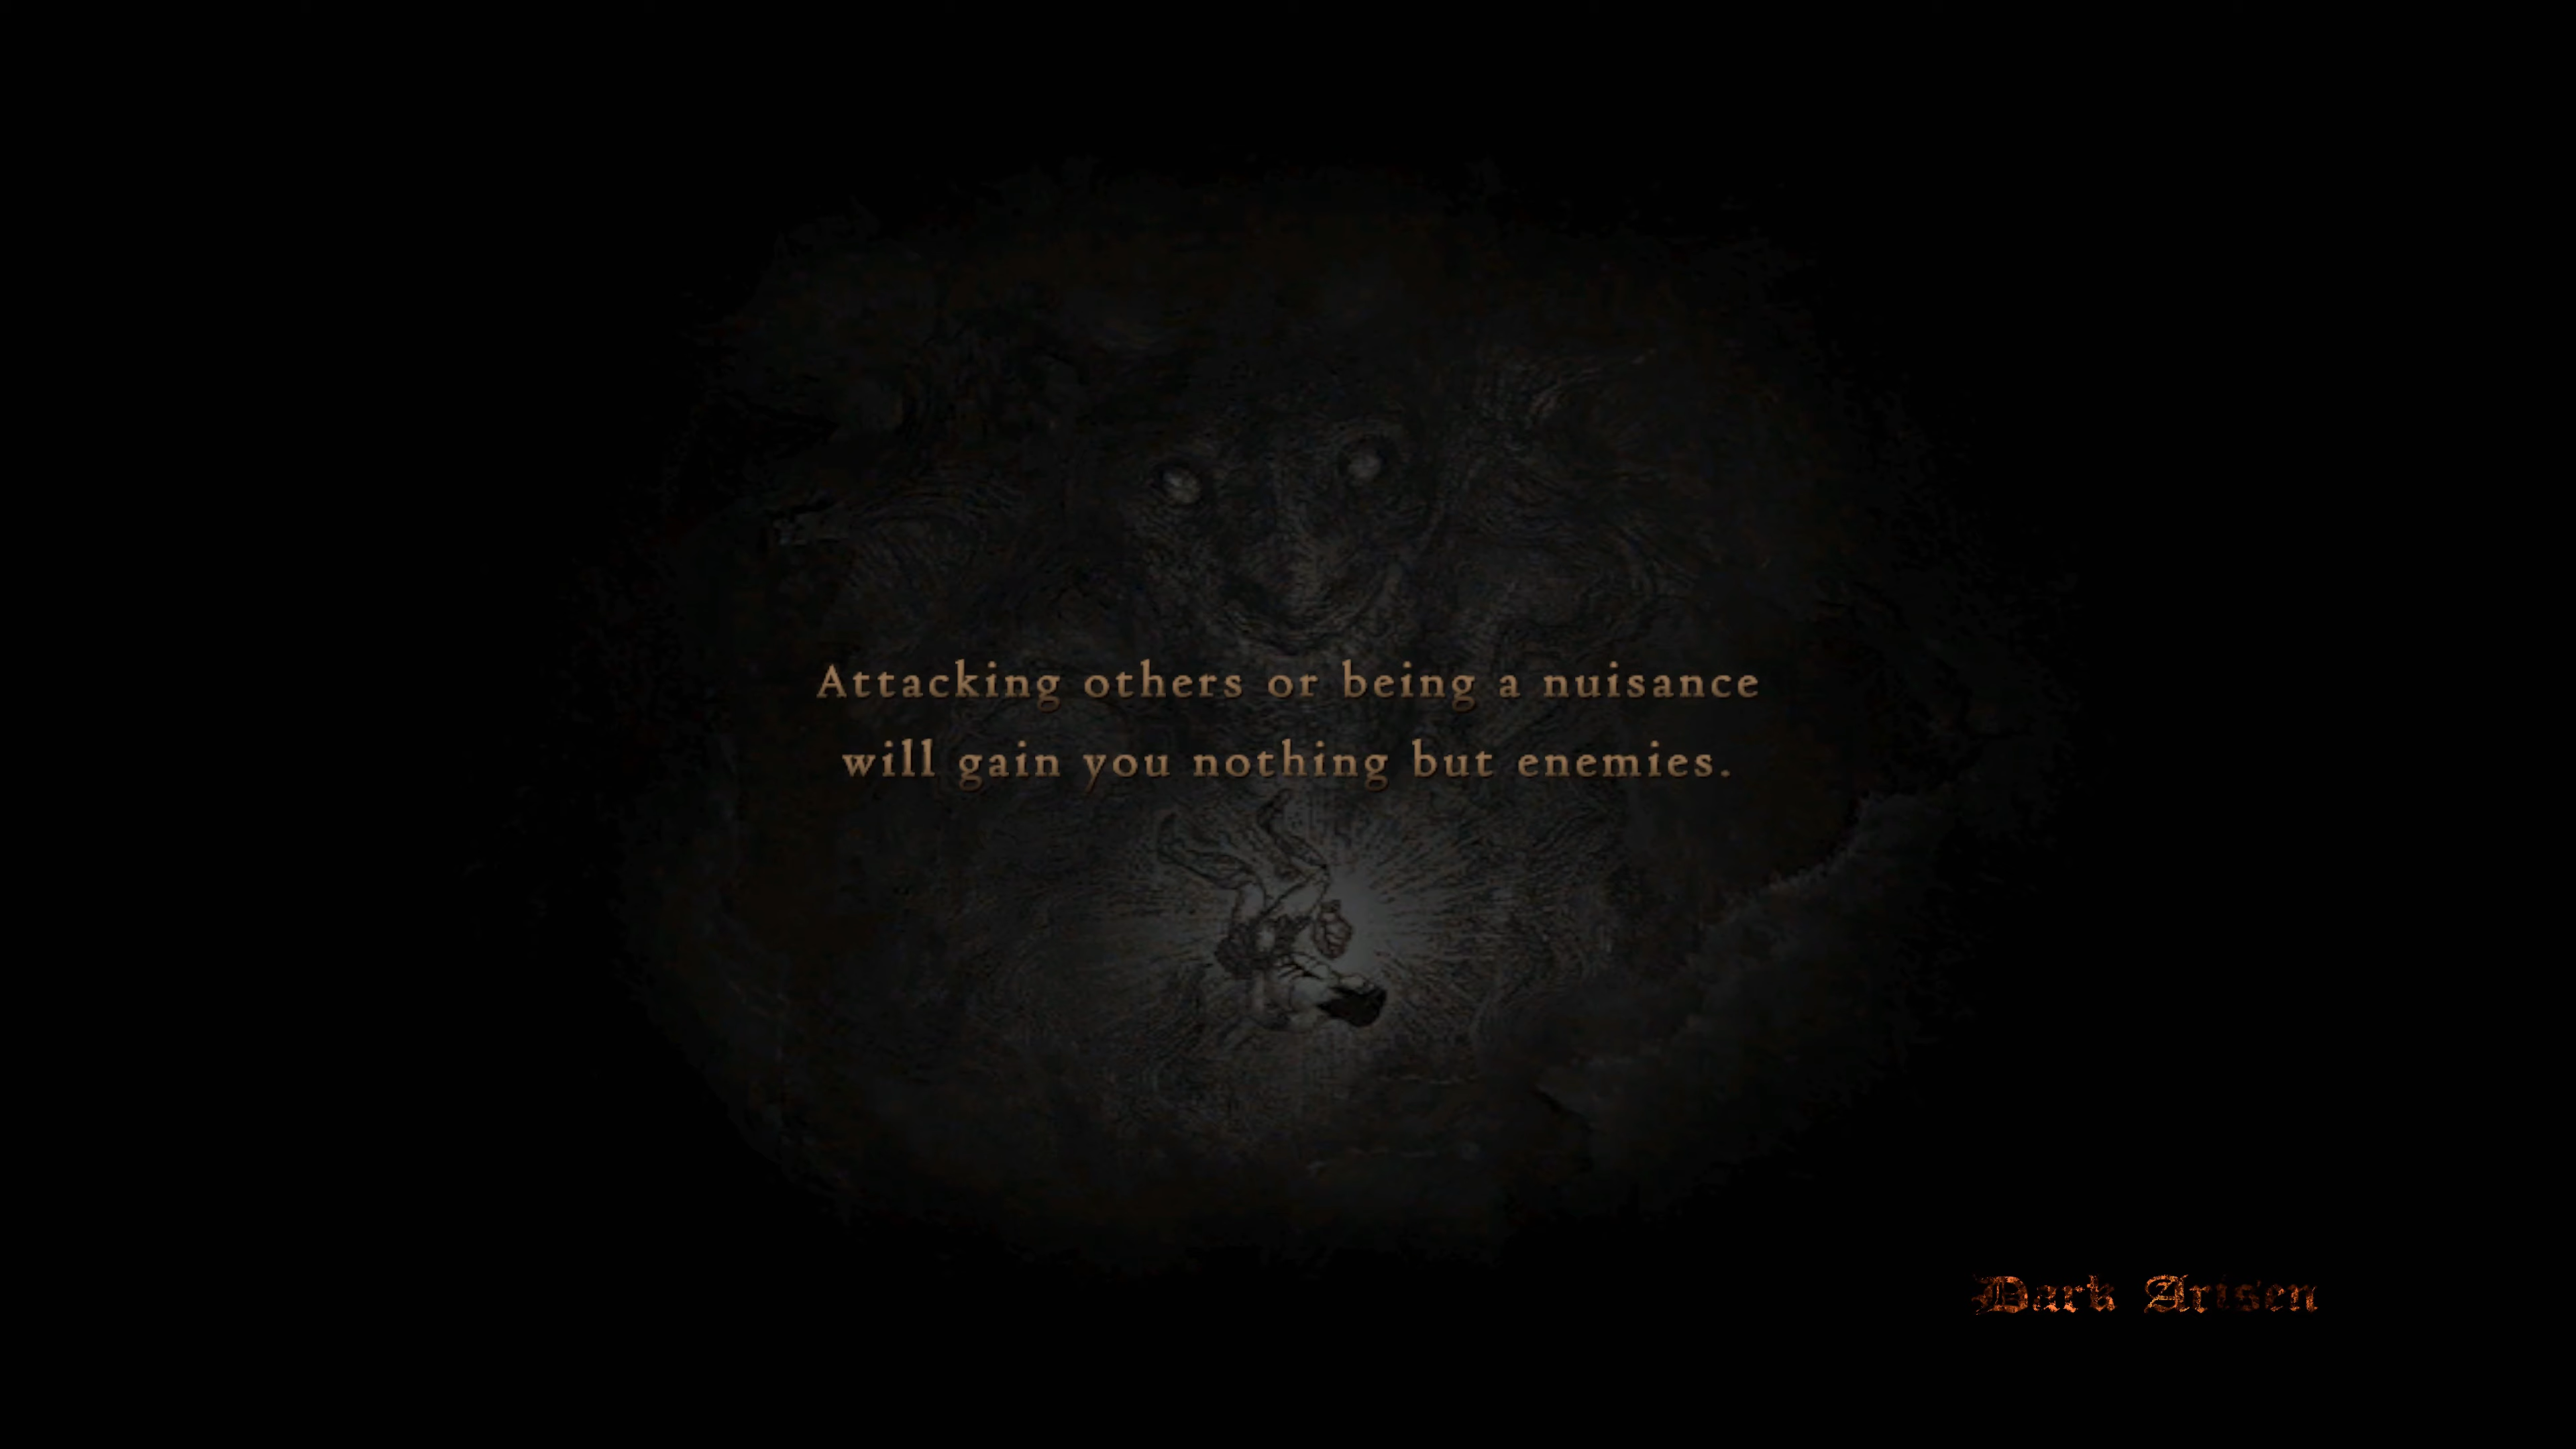 Attacking others or being a nuisance
will gain you nothing but enemies.
Dark Arisen